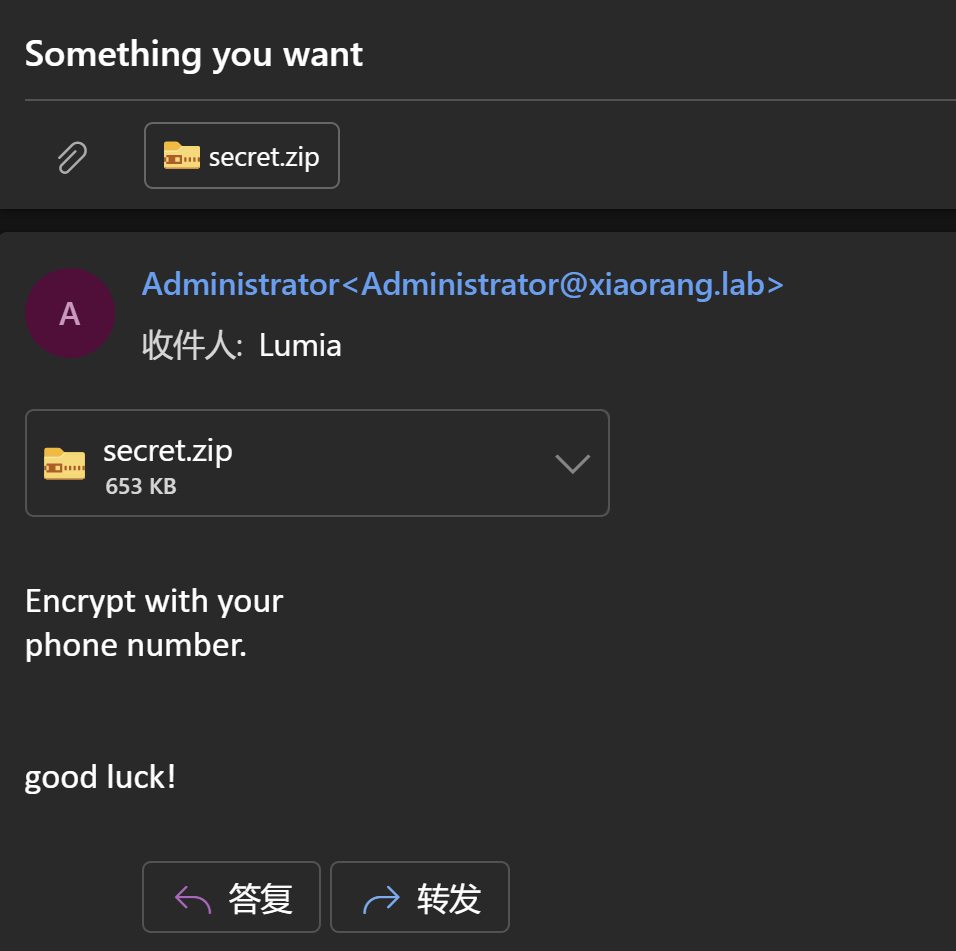 Something you want
secret.zip
Administrator<Administrator@xiaorang.lab>
A
收件人: Lumia
secret.zip
653 KB
Encrypt with your
phone number.
good luck!
答复
转发